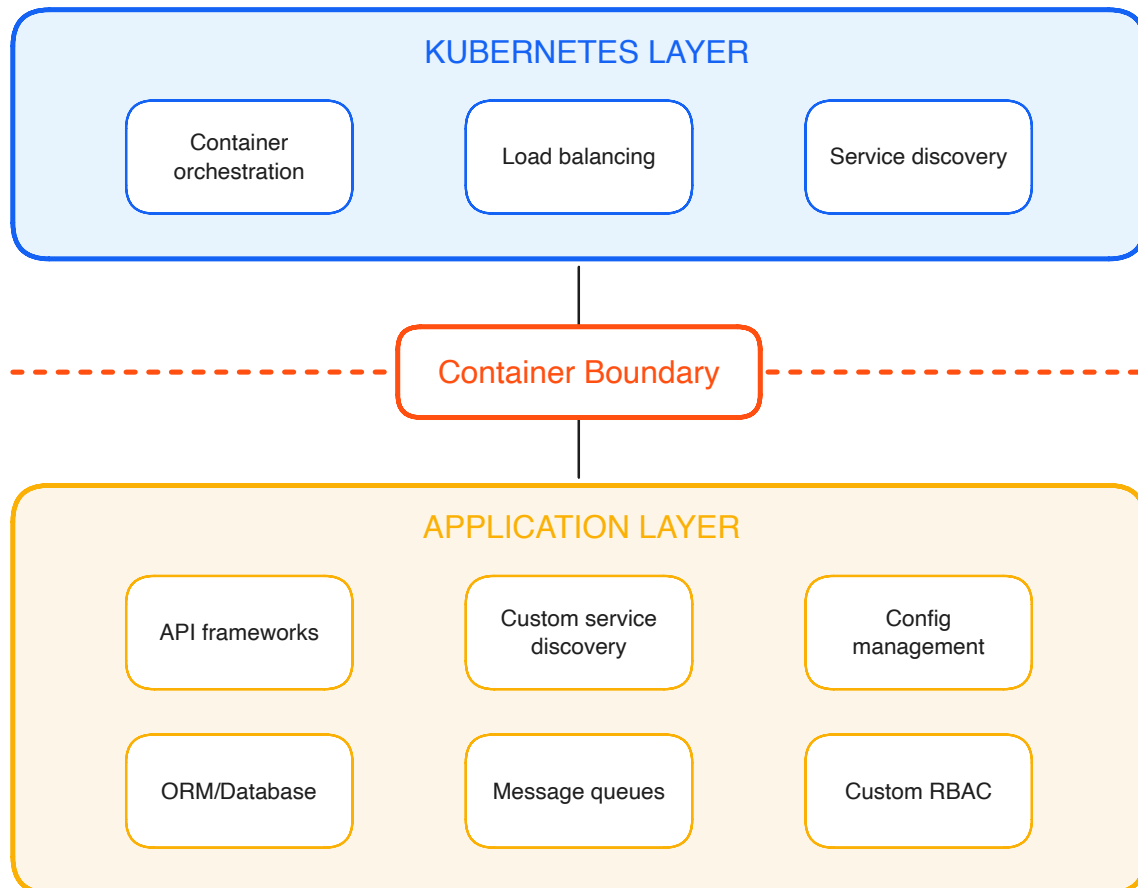 KUBERNETES LAYER
Container
orchestration
Load balancing
Service discovery
Container Boundary
APPLICATION LAYER
API frameworks
Custom service
discovery
Config
management
ORM/Database
Message queues
Custom RBAC